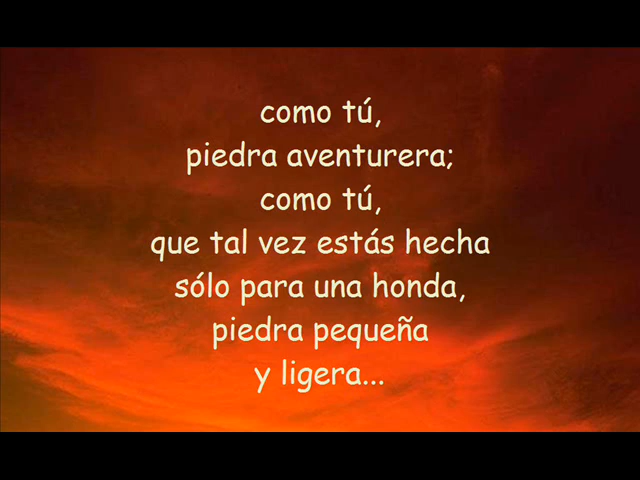 como tú,
piedra aventurera;
como tú,
que tal vez estás hecha
sólo para una honda,
piedra pequeña
y ligera...